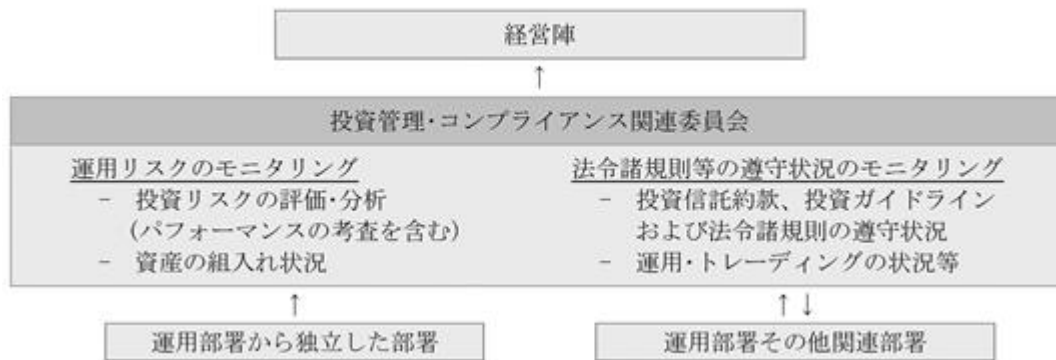 経営陣
↑
投資管理・コンプライアンス関連委員会
運用リスクのモニタリング
- 投資リスクの評価・分析
(パフォーマンスの考査を含む)
- 資産の組入れ状況
法令諸規則等の遵守状況のモニタリング
- 投資信託約款、投資ガイドライン
および法令諸規則の遵守状況
- 運用・トレーディングの状況等
↑
↑↓
運用部署から独立した部署
運用部署その他関連部署